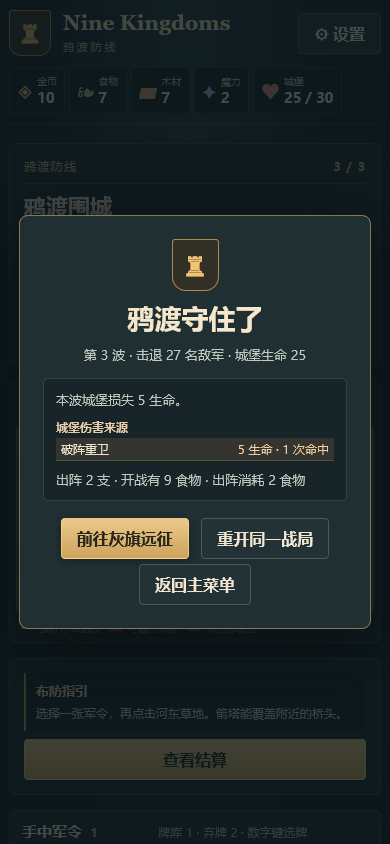 Nine Kingdoms
鸦渡防线
设置
金币
10
食物
7
木材
7
魔力
2
城堡
25 / 30
鸦渡防线
3 / 3
鸦渡围城
鸦渡守住了
第 3 波 · 击退 27 名敌军 · 城堡生命 25
本波城堡损失 5 生命。
城堡伤害来源
破阵重卫
5 生命 · 1 次命中
出阵 2 支 · 开战有 9 食物 · 出阵消耗 2 食物
前往灰旗远征
重开同一战局
返回主菜单
布防指引
选择一张军令，再点击河东草地。箭塔能覆盖附近的桥头。
查看结算
手中军令 1
牌库 1 · 弃牌 2 · 数字键选牌